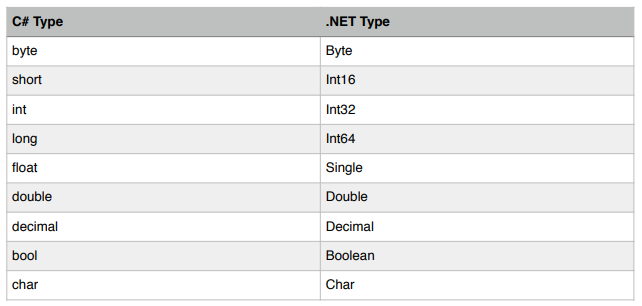 C# Type .NET Type
byte Byte
short Int16
int Int32
long Int64
float Single
double Double
decimal Decimal
bool Boolean
char Char